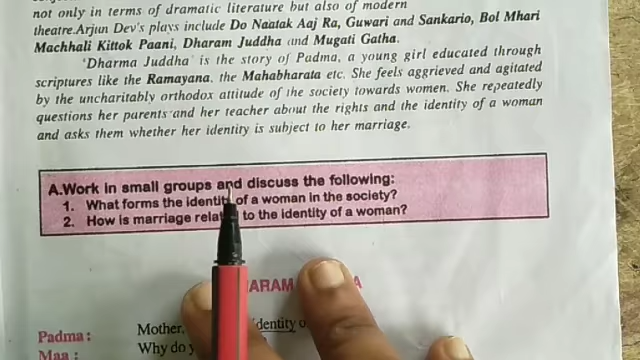 not only in terms of dramatic literature but also of modern
theatre.Arjun Dev's plays include Do Naatak Aaj Ra, Guwari and Sankario, Bol Mhari
Machhali Kittok Paani, Dharam Juddha and Mugati Gatha.
'Dharma Juddha' is the story of Padma, a young girl educated through
scriptures like the Ramayana, the Mahabharata etc. She feels aggrieved and agitated
by the uncharitably orthodox attitude of the society towards women. She repeatedly
questions her parents and her teacher about the rights and the identity of a woman
and asks them whether her identity is subject to her marriage.
A.Work in small groups and discuss the following:
1. What forms the identity of a woman in the society?
2. How is marriage related to the identity of a woman?
Padma : Mother, identity
Maa : Why do